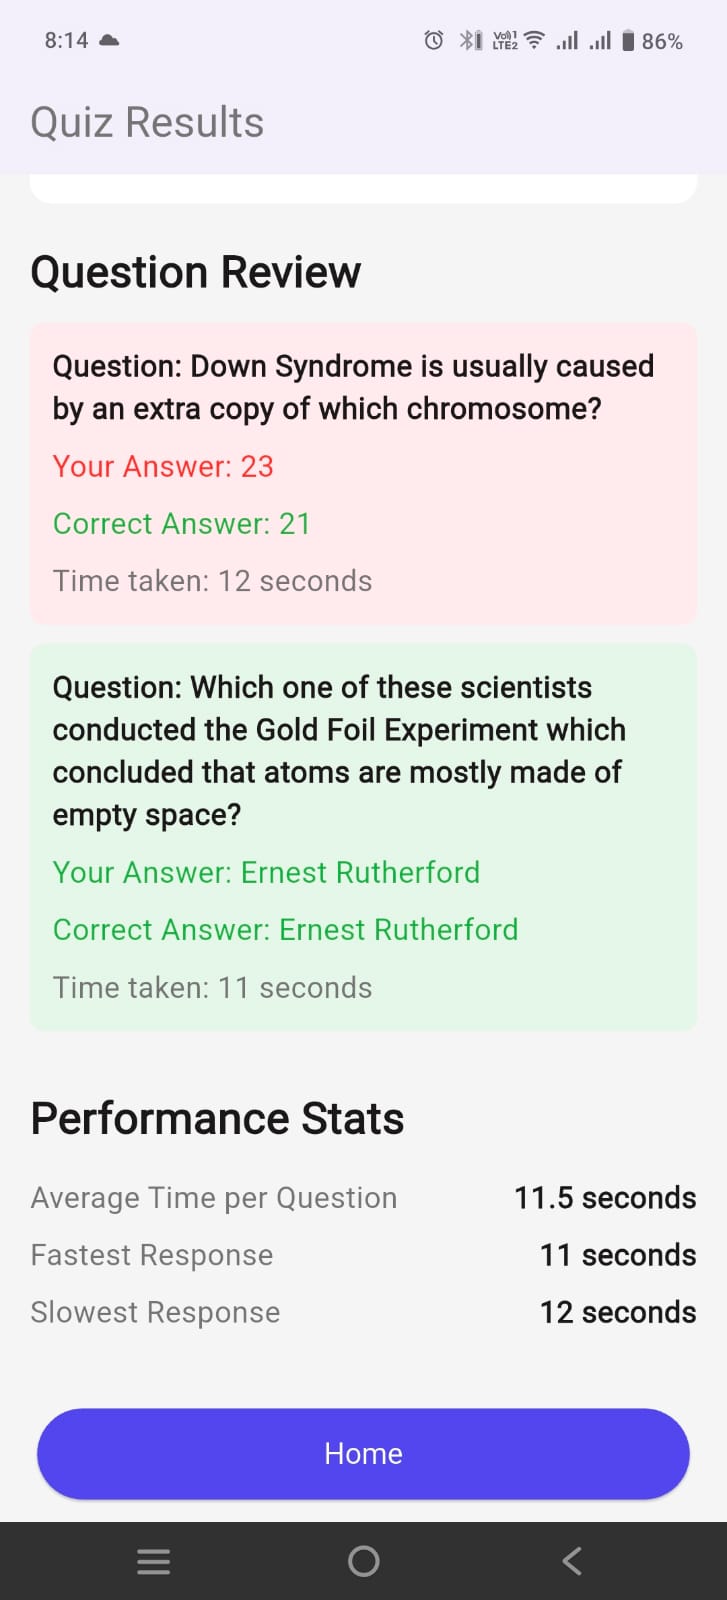 8:14
Vo)) 1
LTE2
86%
Quiz Results
Question Review
Question: Down Syndrome is usually caused
by an extra copy of which chromosome?
Your Answer: 23
Correct Answer: 21
Time taken: 12 seconds
Question: Which one of these scientists
conducted the Gold Foil Experiment which
concluded that atoms are mostly made of
empty space?
Your Answer: Ernest Rutherford
Correct Answer: Ernest Rutherford
Time taken: 11 seconds
Performance Stats
Average Time per Question 11.5 seconds
Fastest Response 11 seconds
Slowest Response 12 seconds
Home